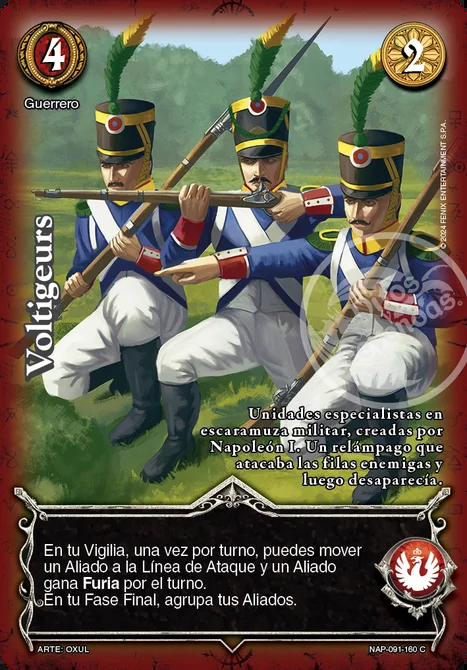 4
2
Guerrero
© 2024 FENIX ENTERTAINMENT S.P.A.
Voltigeurs
Unidades especialistas en
escaramuza militar, creadas por
Napoleón I. Un relámpago que
atacaba las filas enemigas y
luego desaparecía.
En tu Vigilia, una vez por turno, puedes mover
un Aliado a la Línea de Ataque y un Aliado
gana Furia por el turno.
En tu Fase Final, agrupa tus Aliados.
ARTE: OXUL
NAP-091-160 C